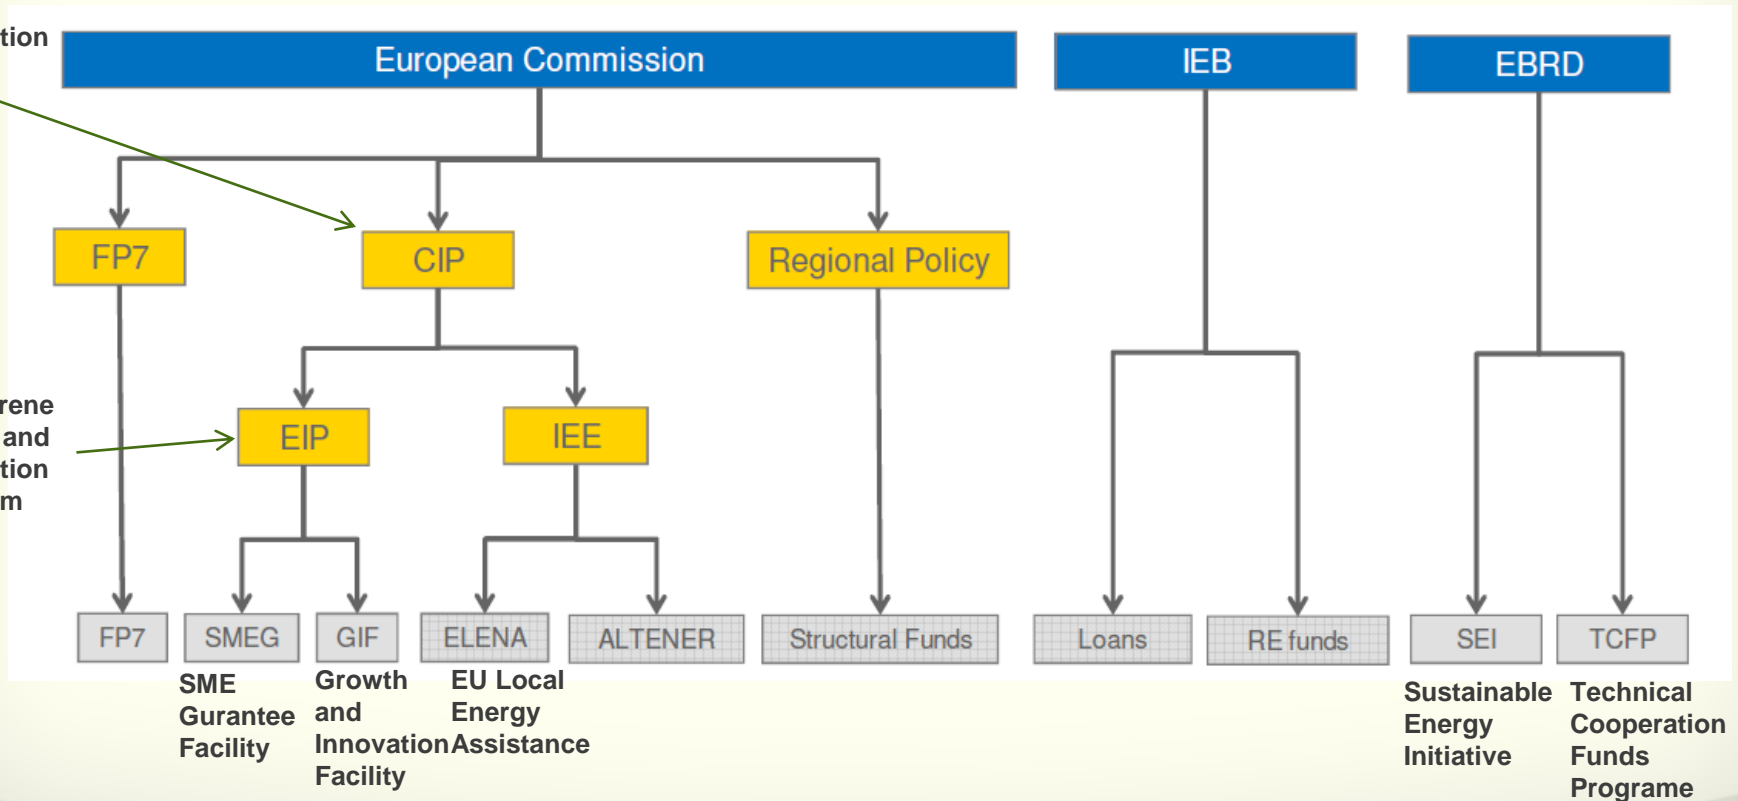 tion
European Commission
IEB
EBRD
FP7
CIP
Regional Policy
rene
and
tion
m
EIP
IEE
FP7
SMEG
GIF
ELENA
ALTENER
Structural Funds
Loans
RE funds
SEI
TCFP
SME
Gurantee
Facility
Growth
and
Innovation
Facility
EU Local
Energy
Assistance
Sustainable
Energy
Initiative
Technical
Cooperation
Funds
Programe